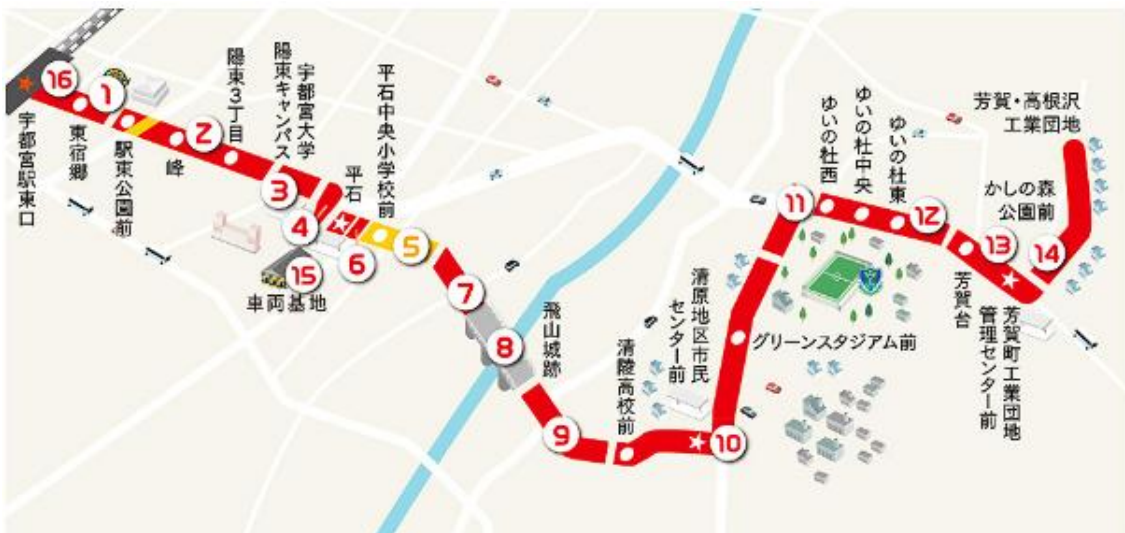 宇都宮駅東口
16
東宿郷
1
駅東公園前
峰
2
陽東3丁目
3
宇都宮大学
陽東キャンパス
4
平石
15
車両基地
6
平石中央小学校前
5
7
8
飛山城跡
9
清陵高校前
清原地区市民
センター前
10
グリーンスタジアム前
11
ゆいの杜西
ゆいの杜中央
ゆいの杜東
12
芳賀台
13
芳賀町工業団地
管理センター前
14
かしの森
公園前
芳賀・高根沢
工業団地